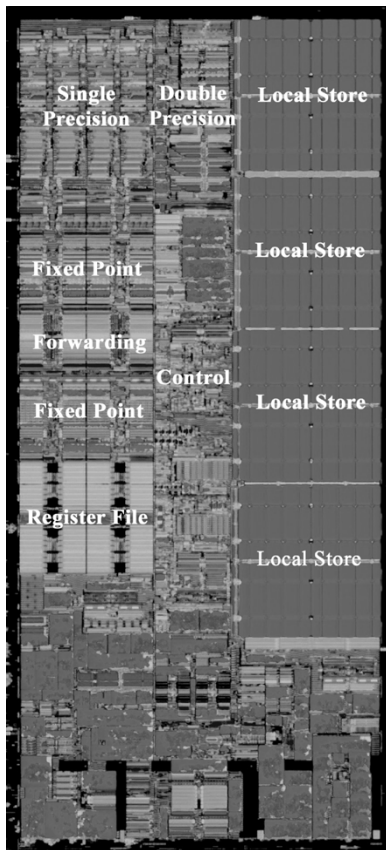 Single
Precision
Double
Precision
Local Store
Fixed Point
Local Store
Forwarding
Control
Fixed Point
Local Store
Register File
Local Store